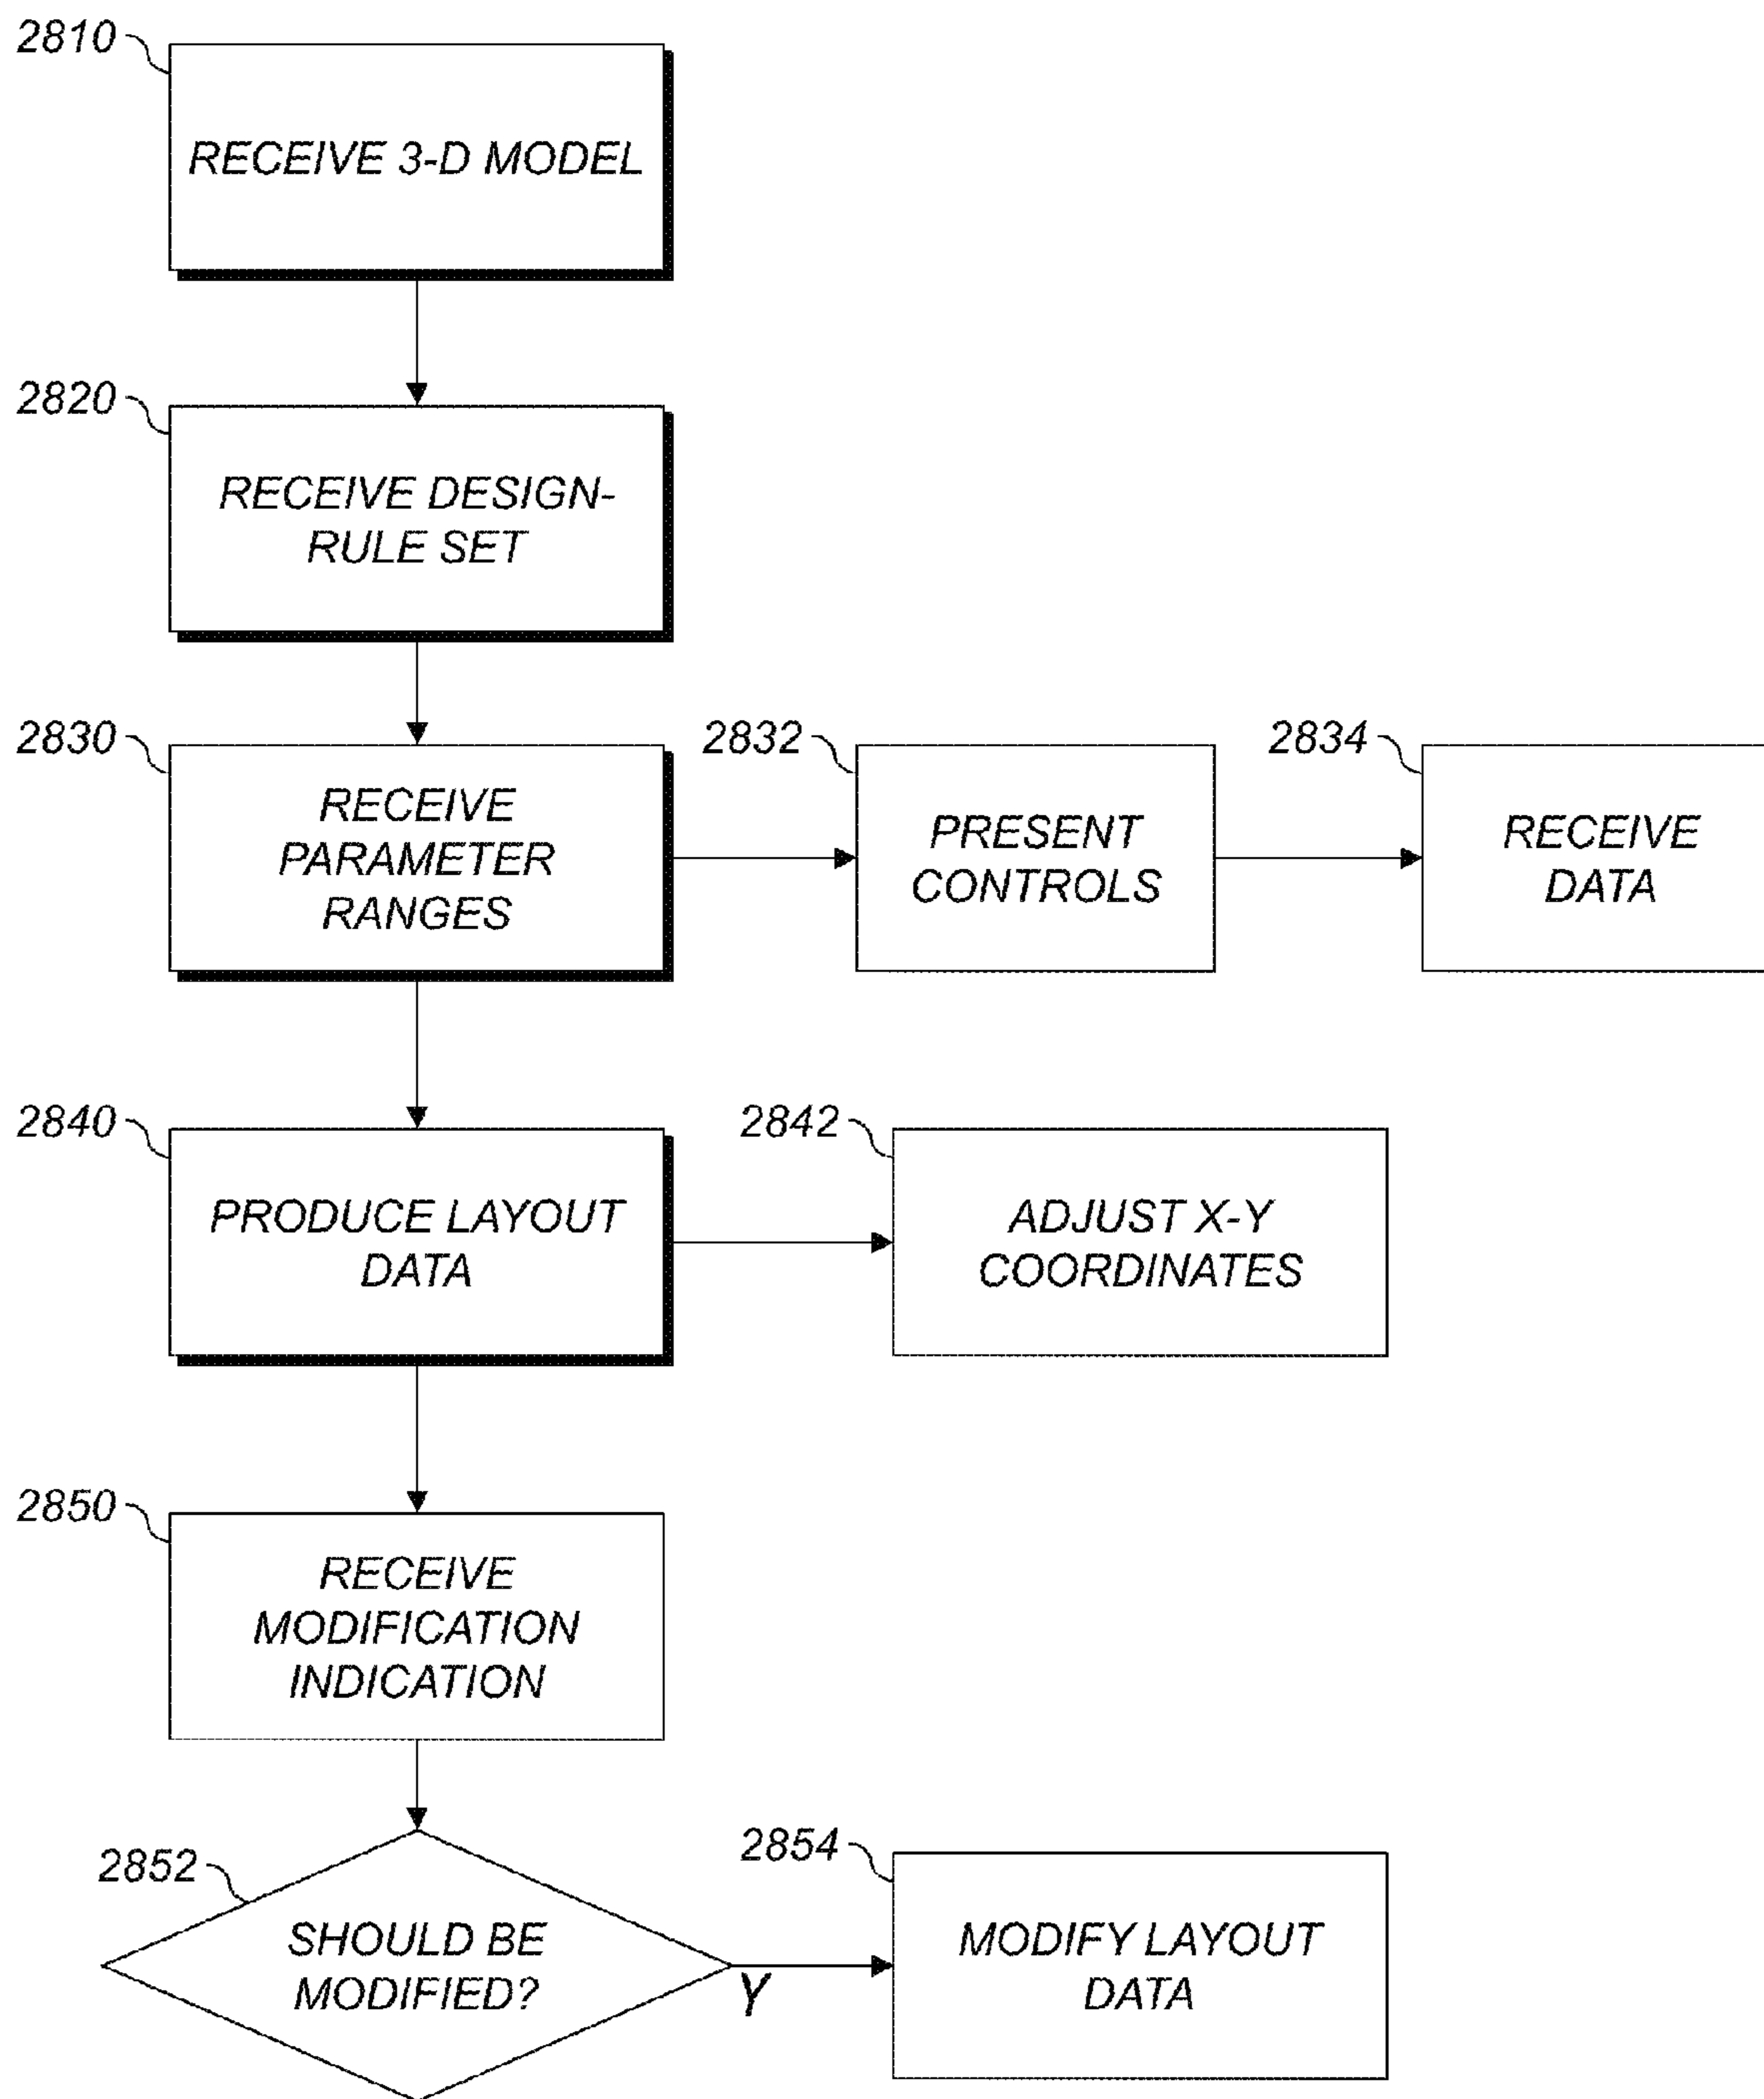 2810
RECEIVE 3-D MODEL
2820
RECEIVE DESIGN-
RULE SET
2830
RECEIVE
PARAMETER
RANGES
2832
PRESENT
CONTROLS
2834
RECEIVE
DATA
2840
PRODUCE LAYOUT
DATA
2842
ADJUST X-Y
COORDINATES
2850
RECEIVE
MODIFICATION
INDICATION
2852
SHOULD BE
MODIFIED?
Y
2854
MODIFY LAYOUT
DATA